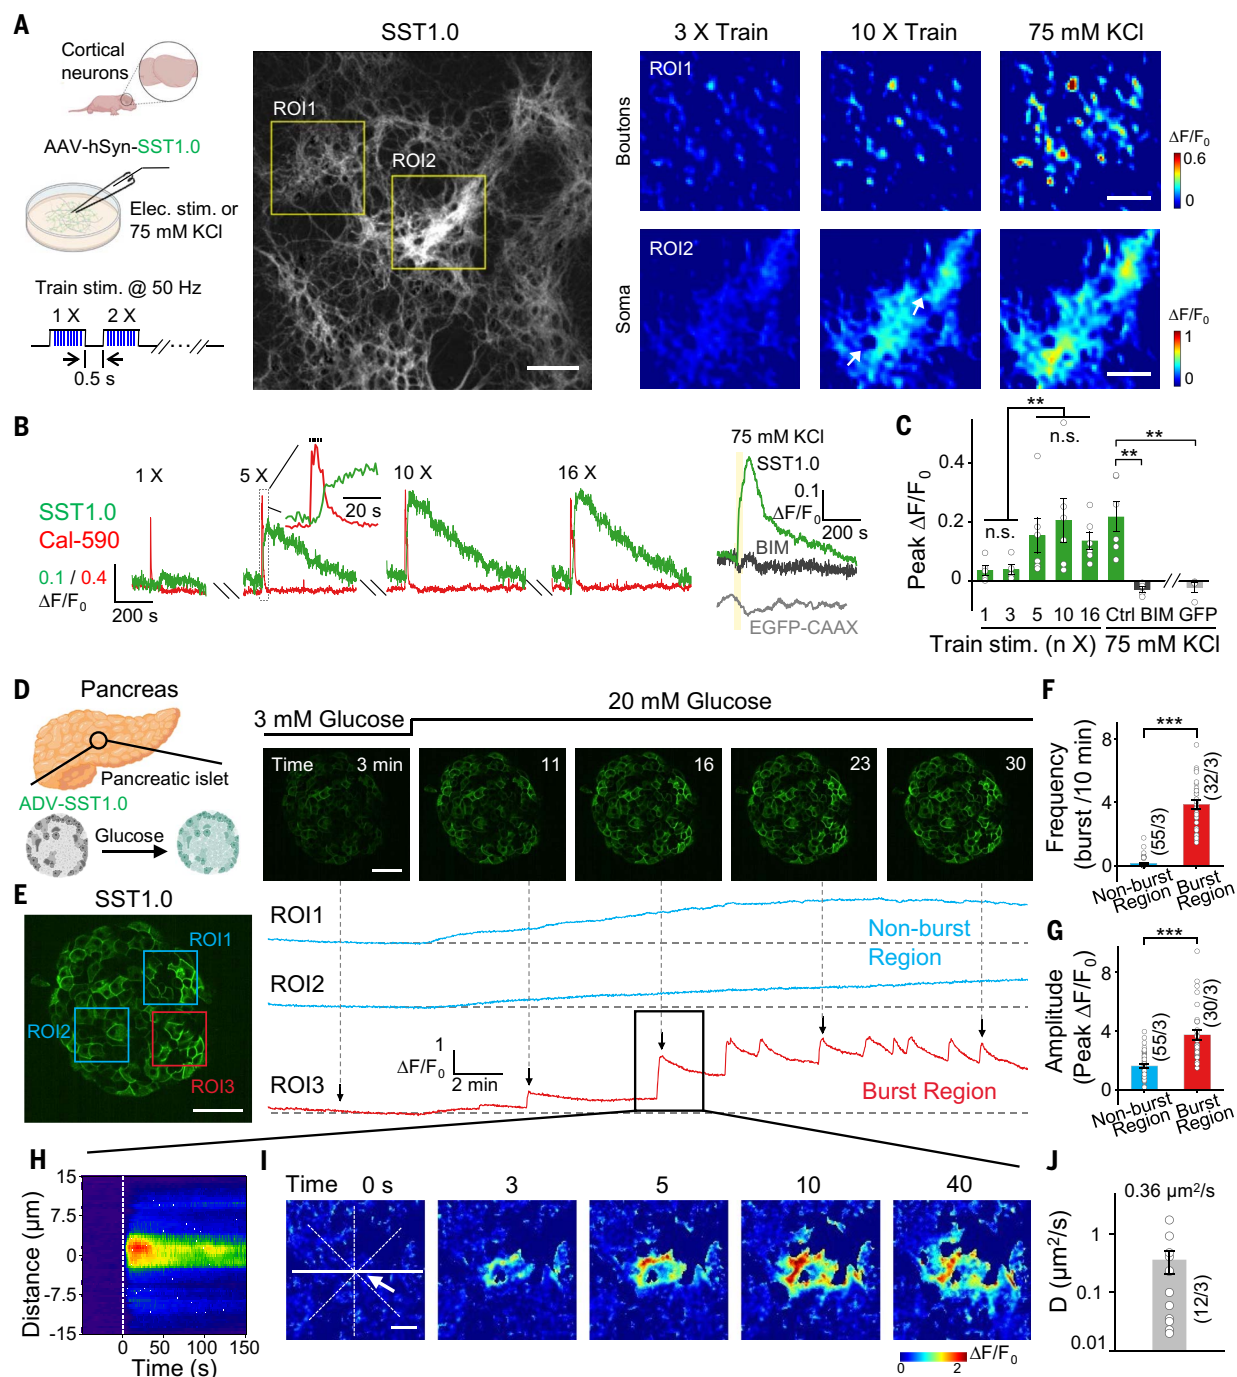 A
Cortical
neurons
AAV-hSyn-SST1.0
Elec. stim. or
75 mM KCl
Train stim. @ 50 Hz
1 X
2 X
0.5 s
SST1.0
ROI1
ROI2
3 X Train
10 X Train
75 mM KCl
Boutons
ROI1
ΔF/F0
0.6
0
Soma
ROI2
ΔF/F0
1
0
B
1 X
5 X
20 s
10 X
16 X
SST1.0
Cal-590
0.1 / 0.4
ΔF/F0
200 s
75 mM KCl
SST1.0
0.1
ΔF/F0
200 s
BIM
EGFP-CAAX
C
Peak ΔF/F0
0.4
0.2
0
n.s.
**
n.s.
**
**
1 3 5 10 16 Ctrl BIM GFP
Train stim. (n X) 75 mM KCl
D
Pancreas
Pancreatic islet
ADV-SST1.0
Glucose
3 mM Glucose
20 mM Glucose
Time 3 min
11
16
23
30
E
SST1.0
ROI1
ROI2
ROI3
ROI1
Non-burst
Region
ROI2
ROI3
1
ΔF/F0
2 min
Burst Region
F
Frequency
(burst /10 min)
8
4
0
***
(55/3)
(32/3)
Non-burst
Region
Burst
Region
G
Amplitude
(Peak ΔF/F0)
8
4
0
***
(55/3)
(30/3)
Non-burst
Region
Burst
Region
H
Distance (μm)
15
7.5
0
-7.5
-15
0 50 100 150
Time (s)
I
Time 0 s
3
5
10
40
0 2
ΔF/F0
J
0.36 μm²/s
D (μm²/s)
1
0.1
0.01
(12/3)